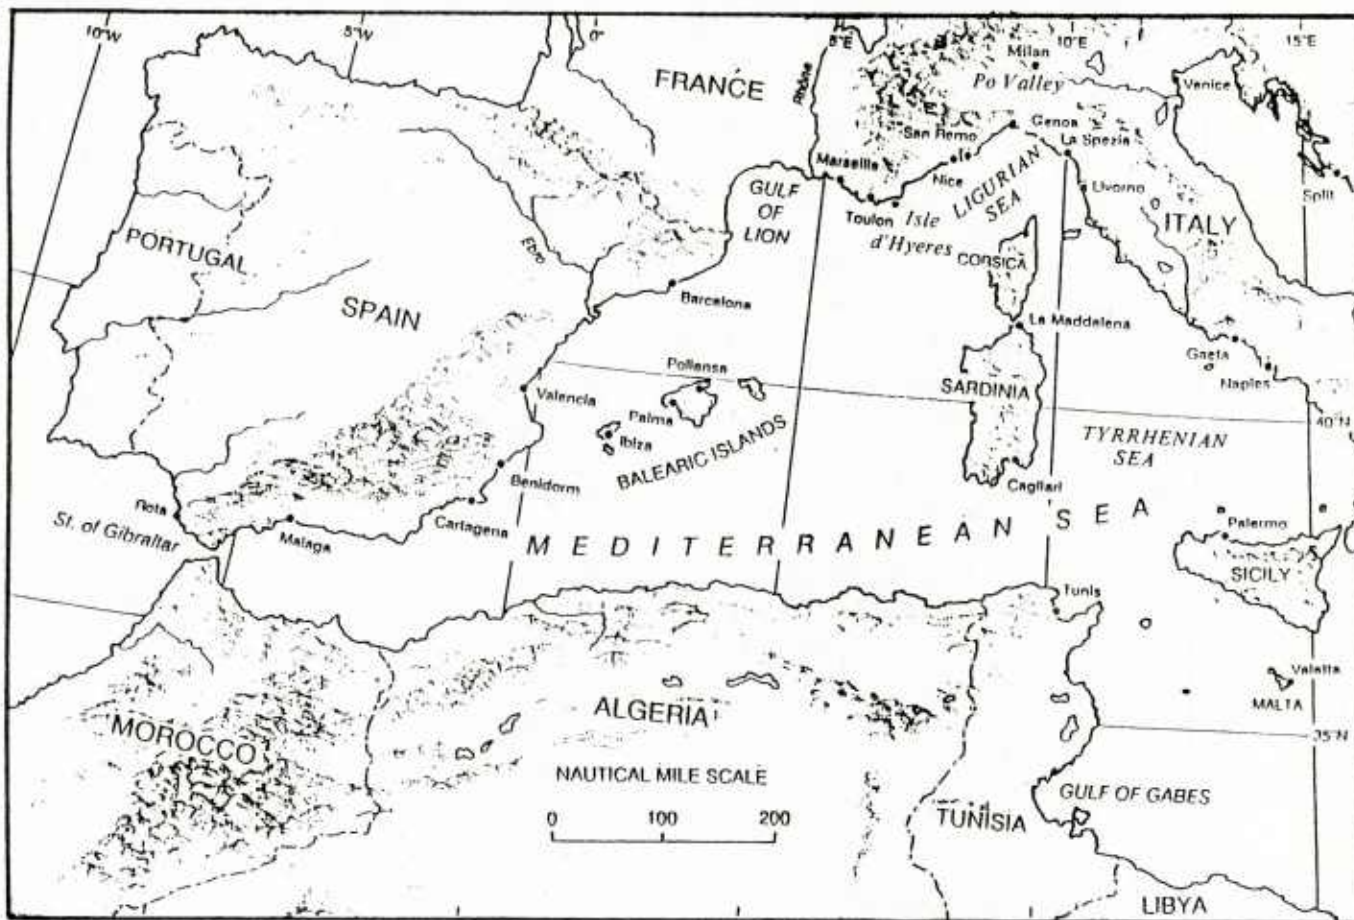 10°W
5°W
0°
5°E
10°E
15°E
FRANCE
Rhône
Milan
Po Valley
Venice
San Remo
Genoa
La Spezia
Marseille
Nice
LIGURIAN
SEA
Livorno
Split
GULF
OF
LION
Toulon
Isle
d'Hyeres
ITALY
PORTUGAL
Ebro
CORSICA
SPAIN
Barcelona
La Maddalena
Pollensa
Gaeta
Naples
SARDINIA
Valencia
Palma
40°N
Ibiza
BALEARIC ISLANDS
TYRRHENIAN
SEA
Benidorm
Cagliari
Rota
St. of Gibraltar
Malaga
Cartagena
MEDITERRANEAN SEA
Palermo
SICILY
Tunis
Valatta
MALTA
MOROCCO
ALGERIA
35°N
NAUTICAL MILE SCALE
0 100 200
GULF OF GABES
TUNISIA
LIBYA